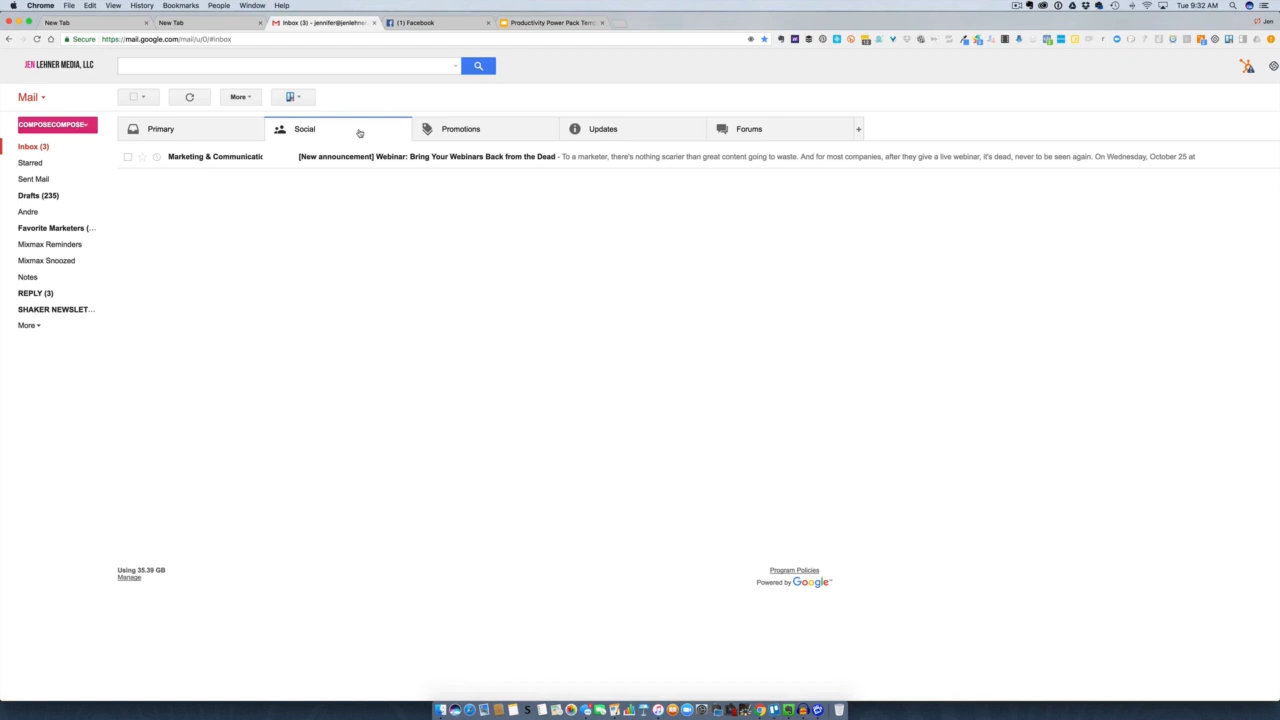 Chrome File Edit View History Bookmarks People Window Help Tue 9:32 AM
New Tab New Tab Inbox (3) - jennifer@jenlehn (1) Facebook Productivity Power Pack Temp Jen
Secure https://mail.google.com/mail/u/0/#inbox
JEN LEHNER MEDIA, LLC
Mail More
Primary Social Promotions Updates Forums +
COMPOSECOMPOSE
Inbox (3)
Marketing & Communicatic [New announcement] Webinar: Bring Your Webinars Back from the Dead - To a marketer, there's nothing scarier than great content going to waste. And for most companies, after they give a live webinar, it's dead, never to be seen again. On Wednesday, October 25 at
Starred
Sent Mail
Drafts (235)
Andre
Favorite Marketers (...
Mixmax Reminders
Mixmax Snoozed
Notes
REPLY (3)
SHAKER NEWSLET...
More
Using 35.39 GB
Manage
Program Policies
Powered by Google™